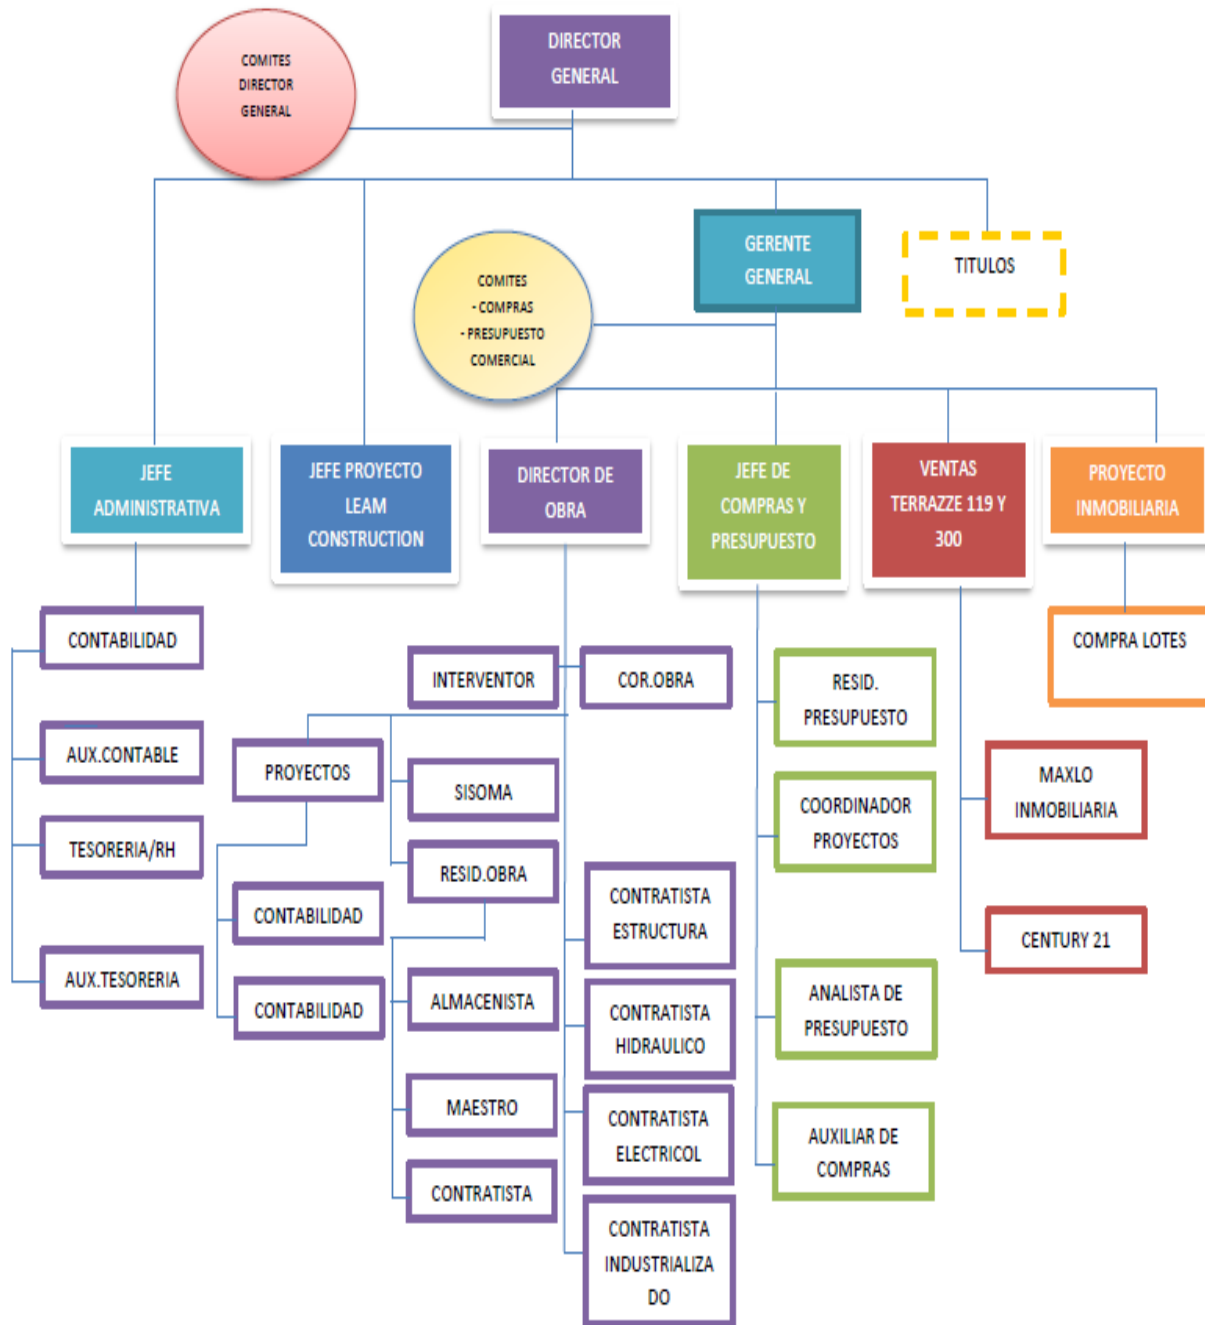 COMITES
DIRECTOR
GENERAL
DIRECTOR
GENERAL
GERENTE
GENERAL
TITULOS
COMITES
- COMPRAS
- PRESUPUESTO
COMERCIAL
JEFE
ADMINISTRATIVA
JEFE PROYECTO
LEAM
CONSTRUCTION
DIRECTOR DE
OBRA
JEFE DE
COMPRAS Y
PRESUPUESTO
VENTAS
TERRAZZE 119 Y
300
PROYECTO
INMOBILIARIA
CONTABILIDAD
AUX.CONTABLE
TESORERIA/RH
AUX.TESORERIA
INTERVENTOR
COR.OBRA
PROYECTOS
CONTABILIDAD
CONTABILIDAD
SISOMA
RESID.OBRA
ALMACENISTA
MAESTRO
CONTRATISTA
CONTRATISTA
ESTRUCTURA
CONTRATISTA
HIDRAULICO
CONTRATISTA
ELECTRICOL
CONTRATISTA
INDUSTRIALIZA
DO
RESID.
PRESUPUESTO
COORDINADOR
PROYECTOS
ANALISTA DE
PRESUPUESTO
AUXILIAR DE
COMPRAS
MAXLO
INMOBILIARIA
CENTURY 21
COMPRA LOTES